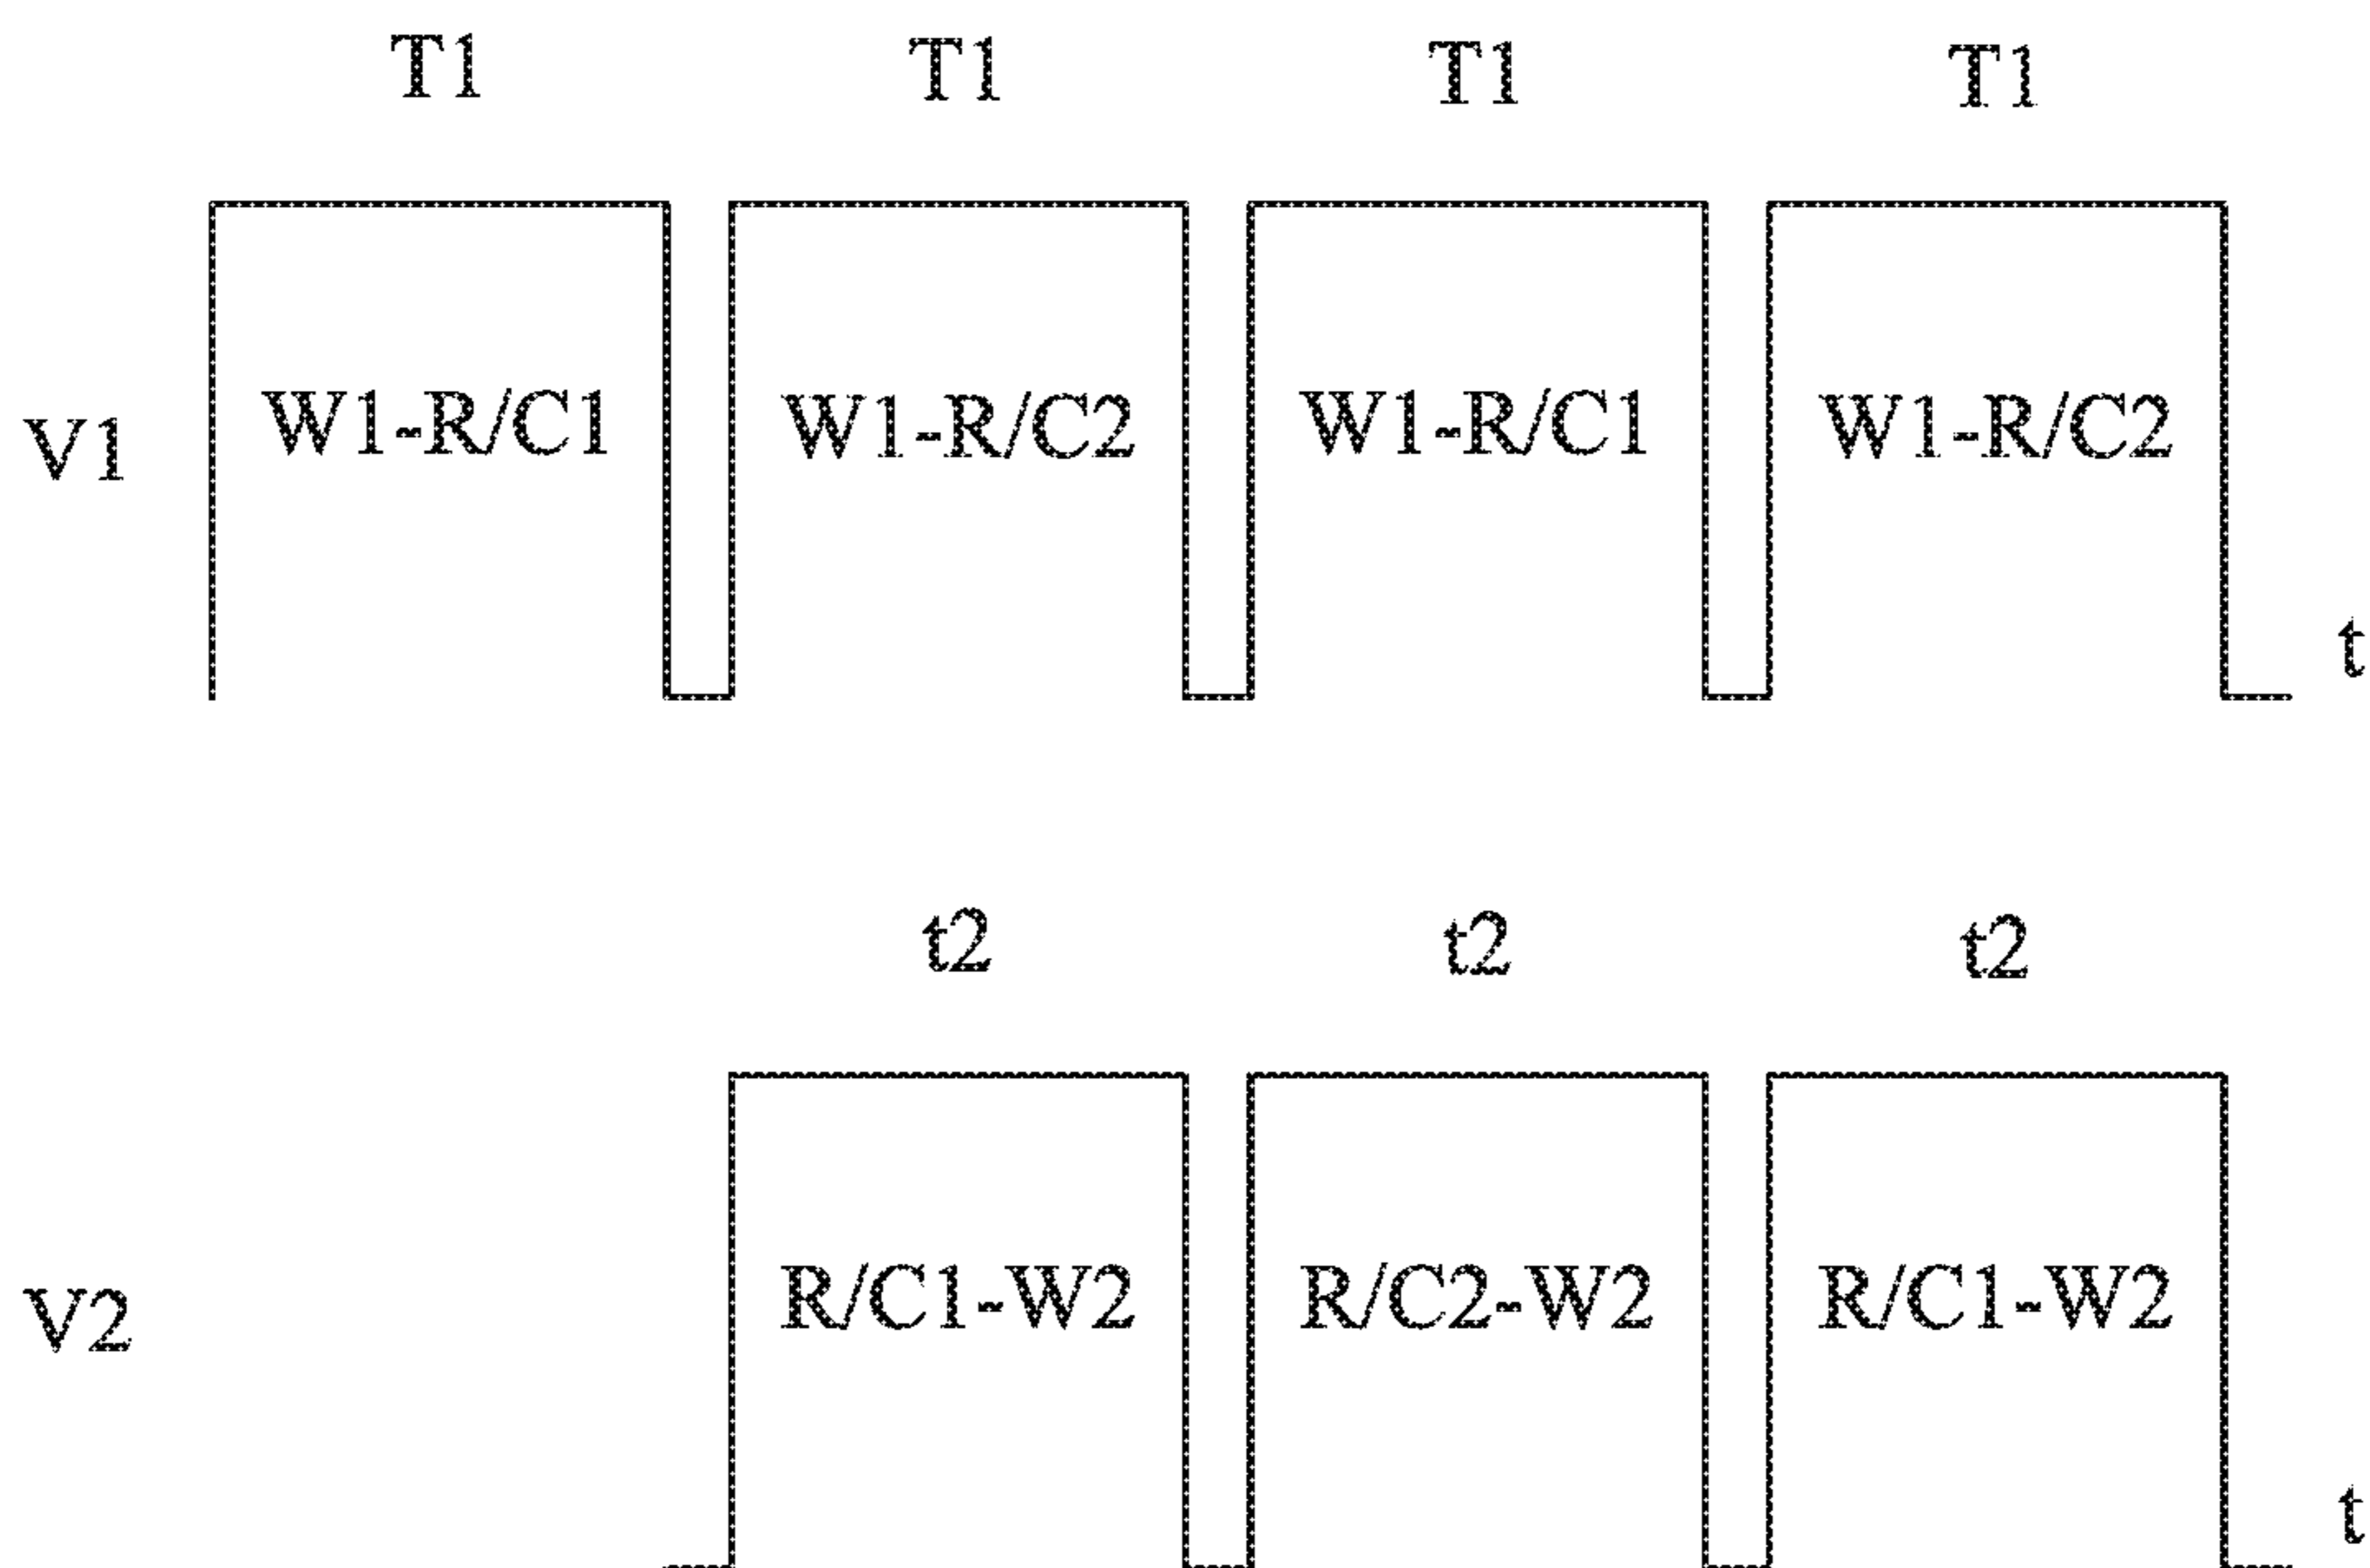 T1 T1 T1 T1
V1 W1-R/C1 W1-R/C2 W1-R/C1 W1-R/C2
t
t2 t2 t2
V2 R/C1-W2 R/C2-W2 R/C1-W2
t